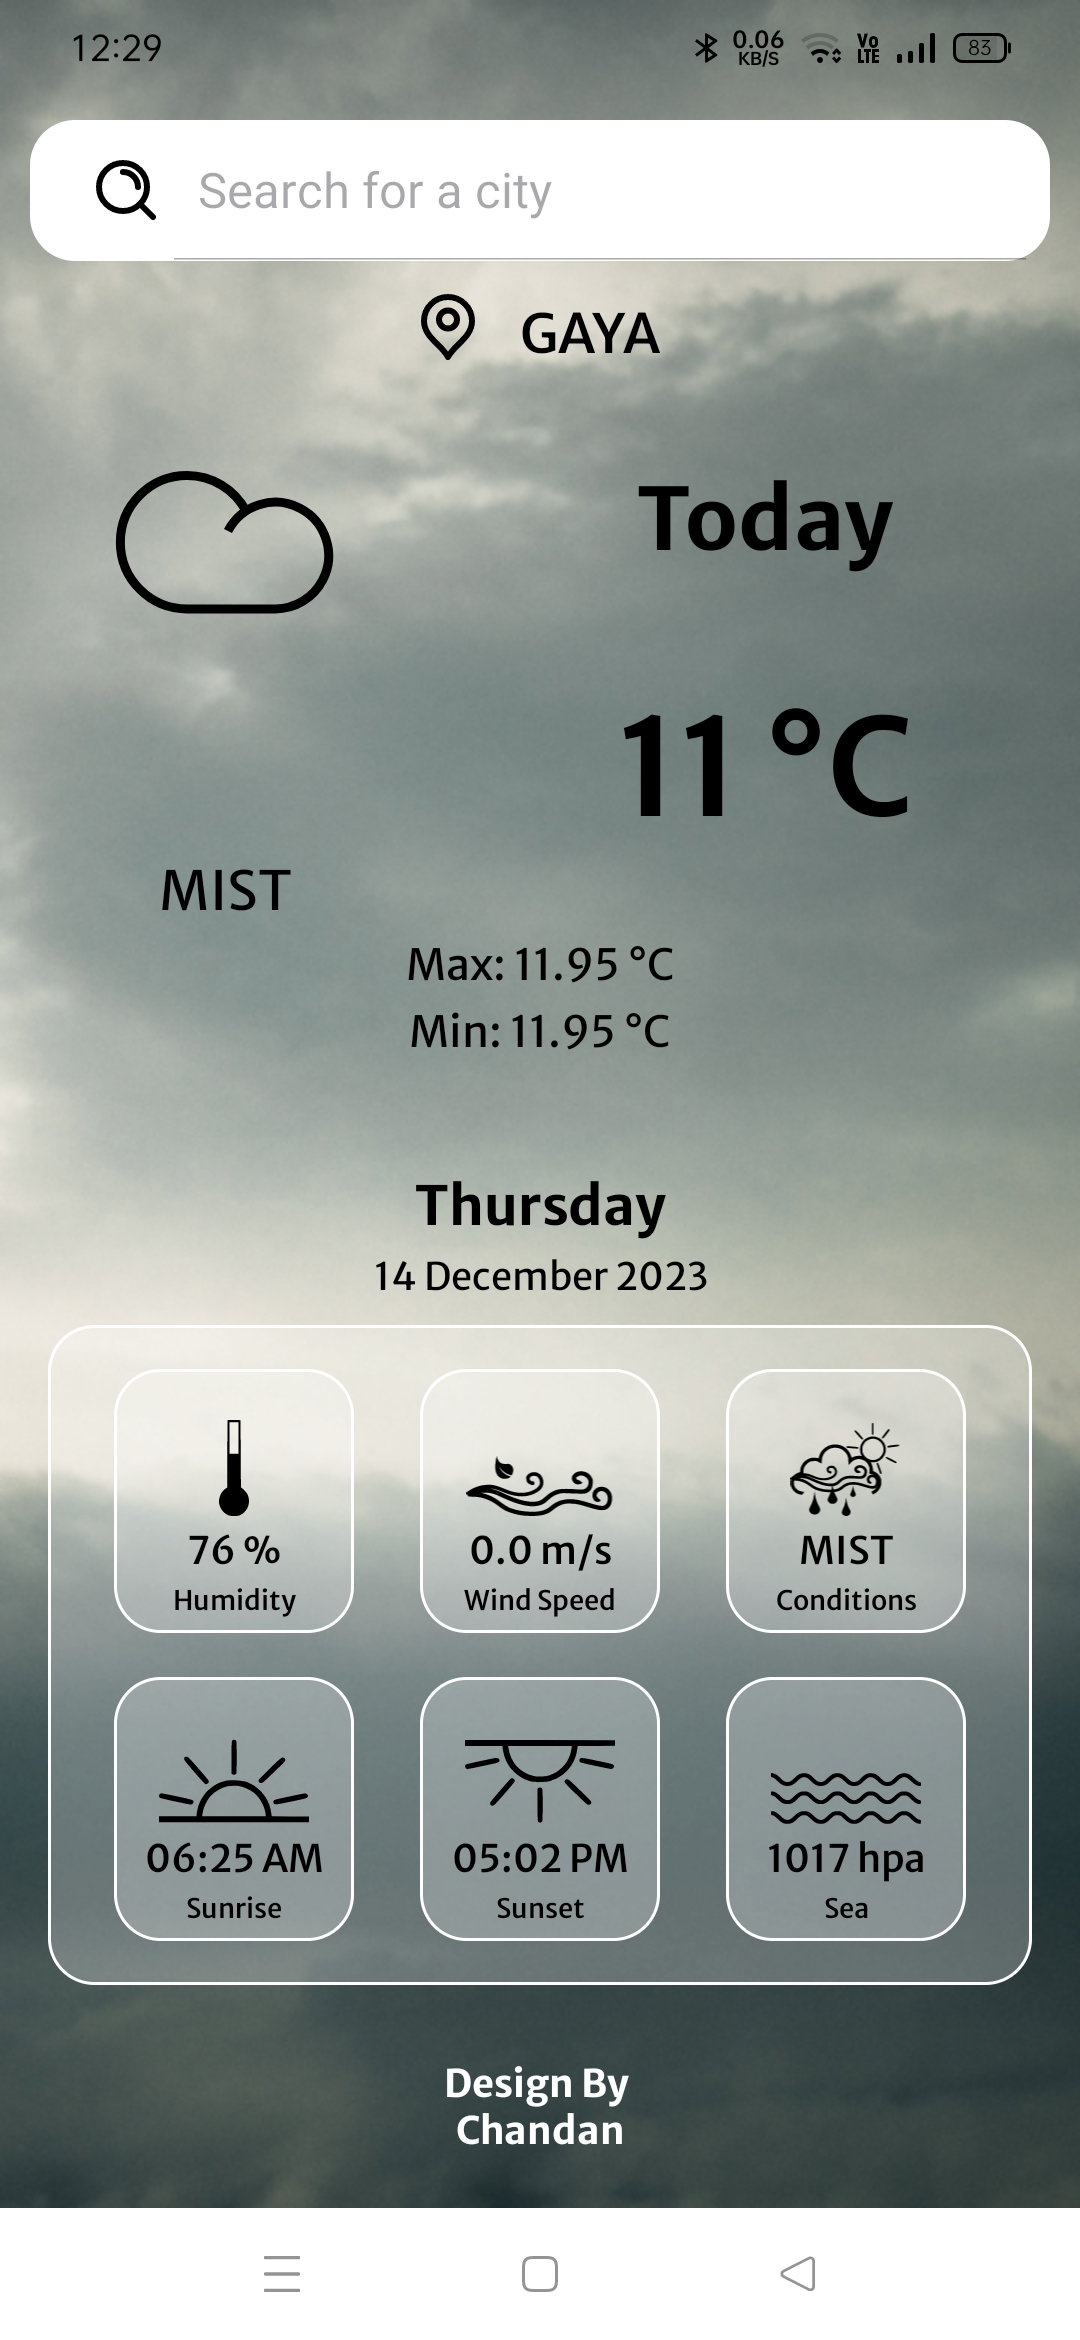 12:29
0.06
KB/S
Vo
LTE
83
Search for a city
GAYA
Today
11 °C
MIST
Max: 11.95 °C
Min: 11.95 °C
Thursday
14 December 2023
76 %
Humidity
0.0 m/s
Wind Speed
MIST
Conditions
06:25 AM
Sunrise
05:02 PM
Sunset
1017 hpa
Sea
Design By
Chandan